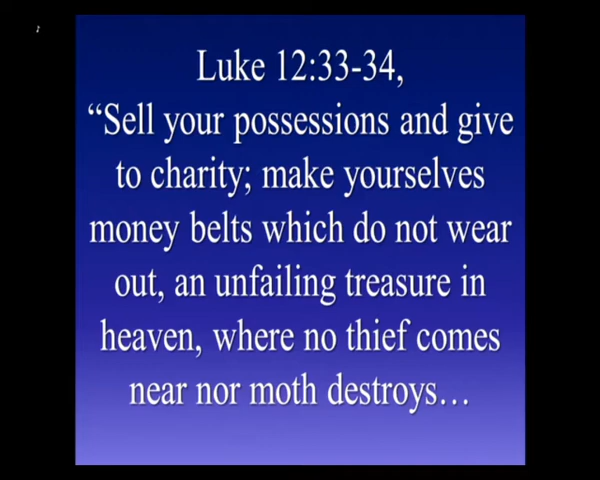 Luke 12:33-34,
“Sell your possessions and give
to charity; make yourselves
money belts which do not wear
out, an unfailing treasure in
heaven, where no thief comes
near nor moth destroys…